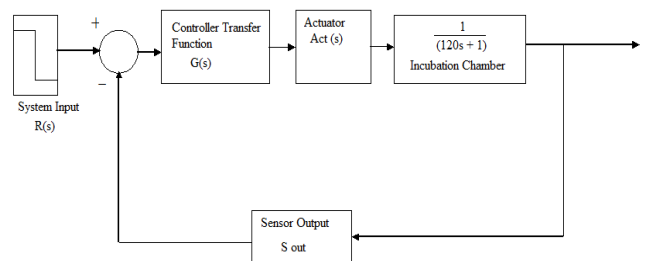 +
−
System Input
R(s)
Controller Transfer
Function
G(s)
Actuator
Act (s)
1
(120s + 1)
Incubation Chamber
Sensor Output
S out